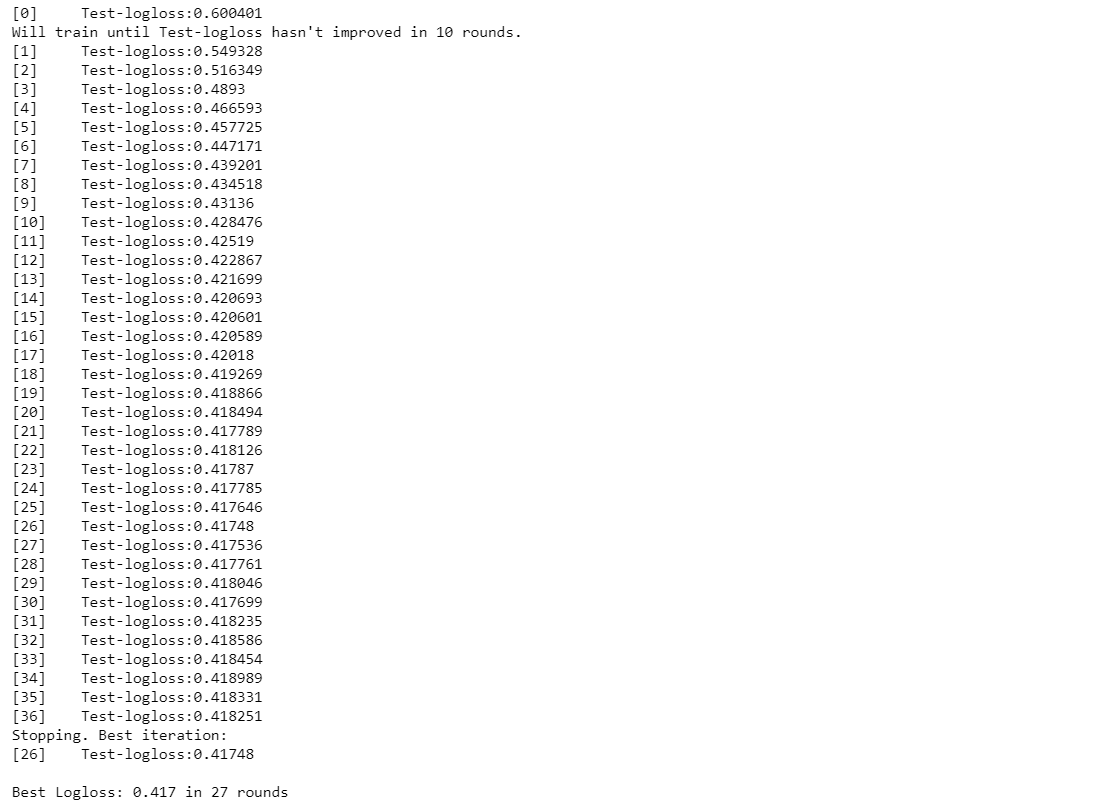 [0]	Test-logloss:0.600401
Will train until Test-logloss hasn't improved in 10 rounds.
[1]	Test-logloss:0.549328
[2]	Test-logloss:0.516349
[3]	Test-logloss:0.4893
[4]	Test-logloss:0.466593
[5]	Test-logloss:0.457725
[6]	Test-logloss:0.447171
[7]	Test-logloss:0.439201
[8]	Test-logloss:0.434518
[9]	Test-logloss:0.43136
[10]	Test-logloss:0.428476
[11]	Test-logloss:0.42519
[12]	Test-logloss:0.422867
[13]	Test-logloss:0.421699
[14]	Test-logloss:0.420693
[15]	Test-logloss:0.420601
[16]	Test-logloss:0.420589
[17]	Test-logloss:0.42018
[18]	Test-logloss:0.419269
[19]	Test-logloss:0.418866
[20]	Test-logloss:0.418494
[21]	Test-logloss:0.417789
[22]	Test-logloss:0.418126
[23]	Test-logloss:0.41787
[24]	Test-logloss:0.417785
[25]	Test-logloss:0.417646
[26]	Test-logloss:0.41748
[27]	Test-logloss:0.417536
[28]	Test-logloss:0.417761
[29]	Test-logloss:0.418046
[30]	Test-logloss:0.417699
[31]	Test-logloss:0.418235
[32]	Test-logloss:0.418586
[33]	Test-logloss:0.418454
[34]	Test-logloss:0.418989
[35]	Test-logloss:0.418331
[36]	Test-logloss:0.418251
Stopping. Best iteration:
[26]	Test-logloss:0.41748
Best Logloss: 0.417 in 27 rounds